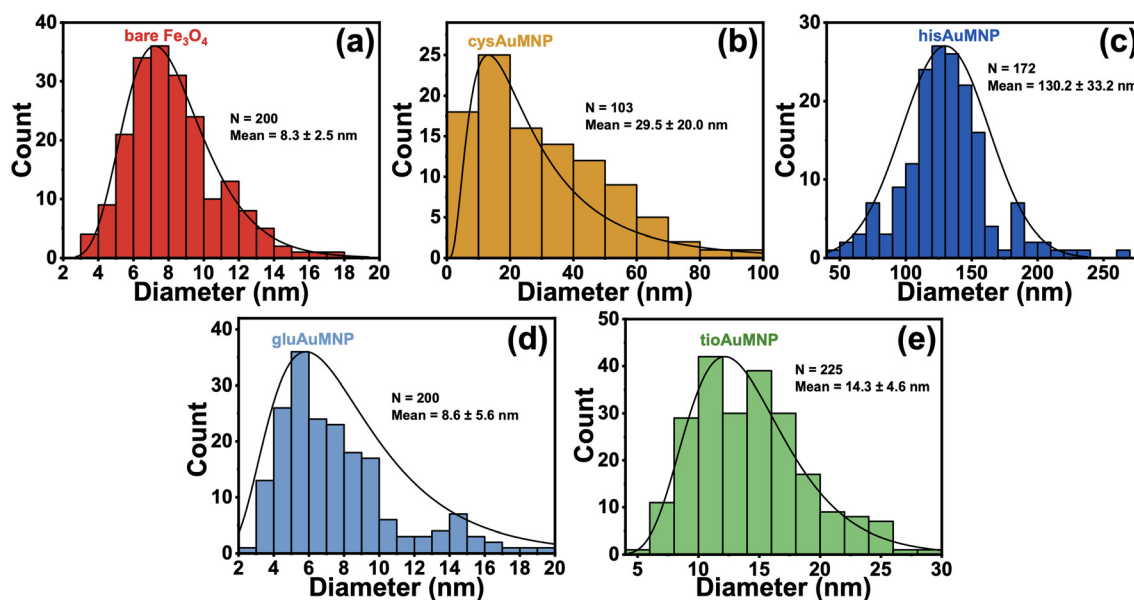 (a)
bare Fe₃O₄
N = 200
Mean = 8.3 ± 2.5 nm
Count
40
30
20
10
0
2 4 6 8 10 12 14 16 18 20
Diameter (nm)
(b)
cysAuMNP
N = 103
Mean = 29.5 ± 20.0 nm
Count
25
20
15
10
5
0
0 20 40 60 80 100
Diameter (nm)
(c)
hisAuMNP
N = 172
Mean = 130.2 ± 33.2 nm
Count
30
20
10
0
50 100 150 200 250
Diameter (nm)
(d)
gluAuMNP
N = 200
Mean = 8.6 ± 5.6 nm
Count
40
30
20
10
0
2 4 6 8 10 12 14 16 18 20
Diameter (nm)
(e)
tioAuMNP
N = 225
Mean = 14.3 ± 4.6 nm
Count
50
40
30
20
10
0
5 10 15 20 25 30
Diameter (nm)